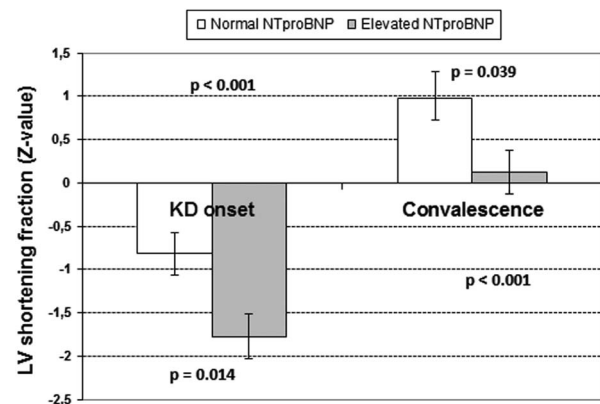 Normal NTproBNP Elevated NTproBNP
LV shortening fraction (Z-value)
1,5
1
0,5
0
-0,5
-1
-1,5
-2
-2,5
p < 0.001
p = 0.039
KD onset
Convalescence
p < 0.001
p = 0.014